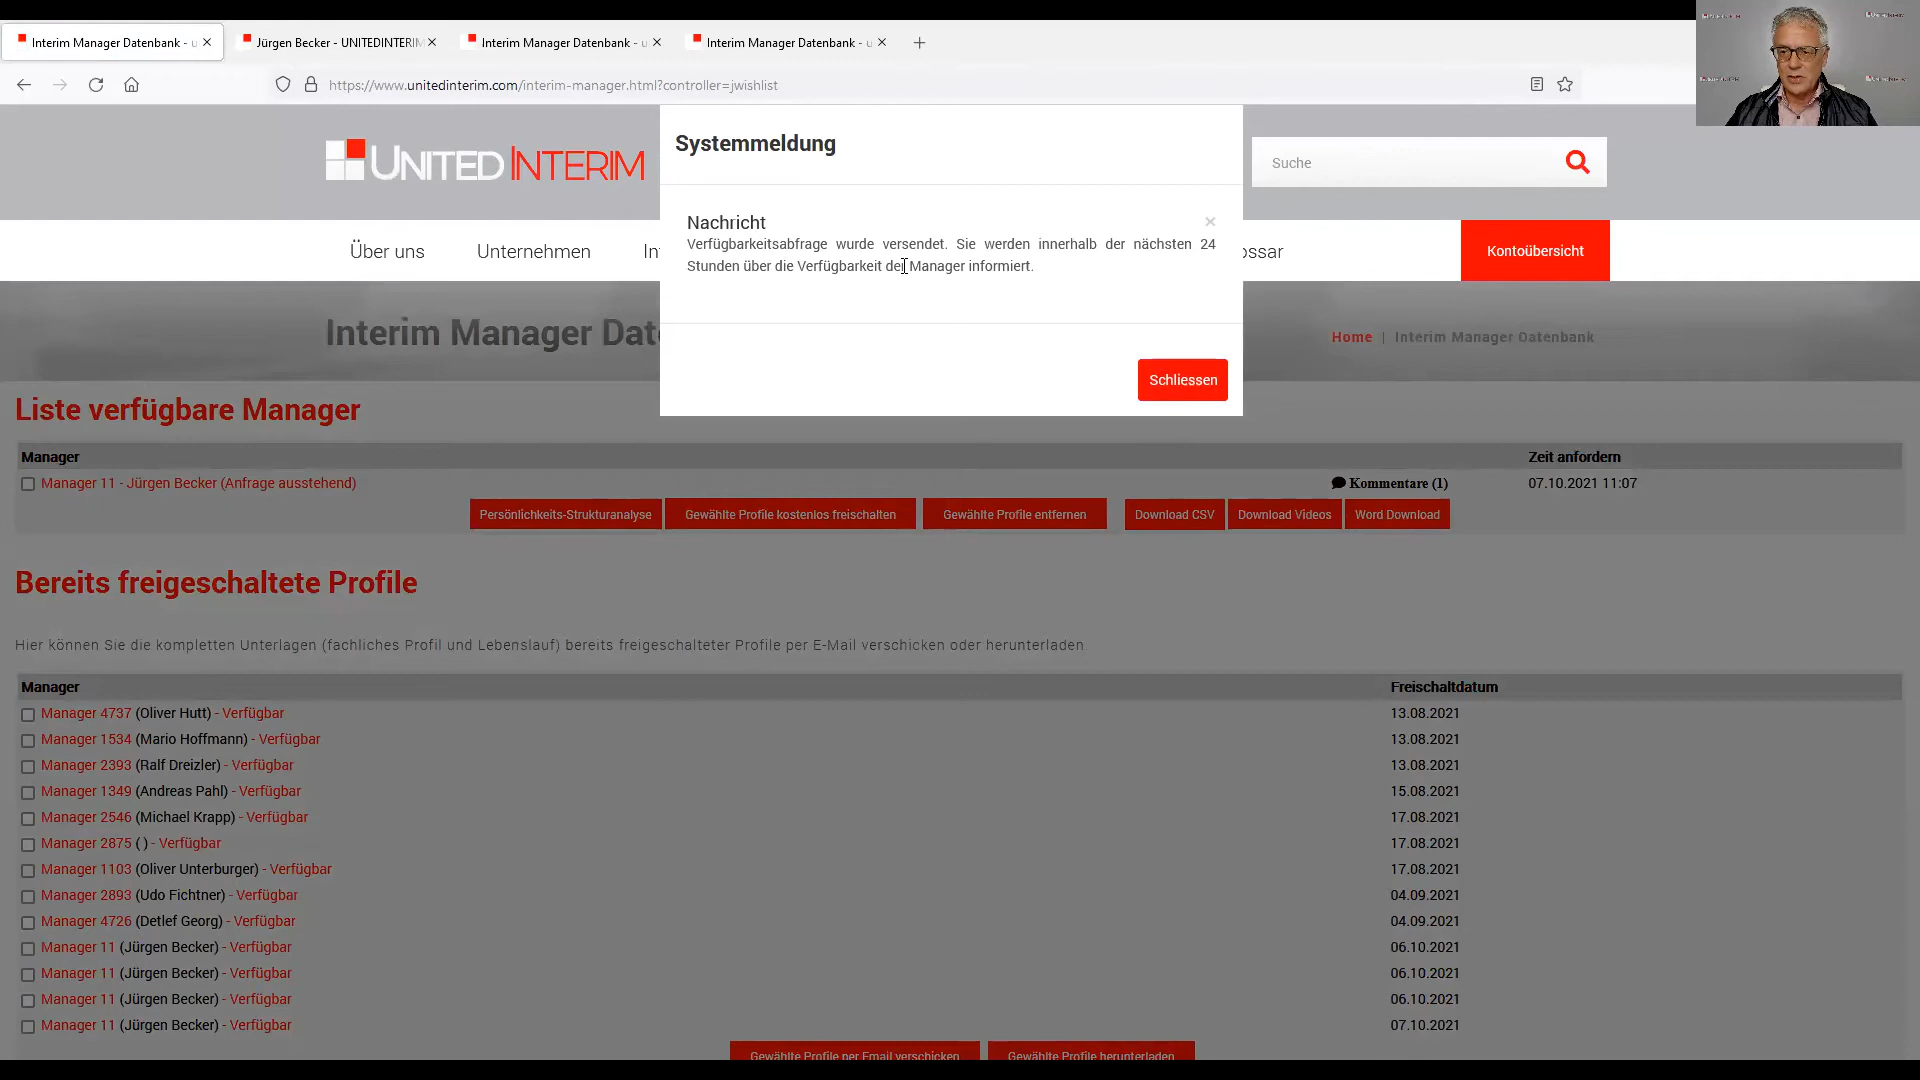 Interim Manager Datenbank - u
Jürgen Becker - UNITEDINTERIM
Interim Manager Datenbank - u
Interim Manager Datenbank - u
https://www.unitedinterim.com/interim-manager.html?controller=jwishlist
UNITEDINTERIM
Suche
Über uns
Unternehmen
Kontoübersicht
Systemmeldung
Nachricht
Verfügbarkeitsabfrage wurde versendet. Sie werden innerhalb der nächsten 24
Stunden über die Verfügbarkeit der Manager informiert.
Schliessen
Interim Manager Date
Home | Interim Manager Datenbank
Liste verfügbare Manager
Manager Zeit anfordern
Manager 11 - Jürgen Becker (Anfrage ausstehend) Kommentare (1) 07.10.2021 11:07
Persönlichkeits-Strukturanalyse Gewählte Profile kostenlos freischalten Gewählte Profile entfernen Download CSV Download Videos Word Download
Bereits freigeschaltete Profile
Hier können Sie die kompletten Unterlagen (fachliches Profil und Lebenslauf) bereits freigeschalteter Profile per E-Mail verschicken oder herunterladen
Manager Freischaltdatum
Manager 4737 (Oliver Hutt) - Verfügbar 13.08.2021
Manager 1534 (Mario Hoffmann) - Verfügbar 13.08.2021
Manager 2393 (Ralf Dreizler) - Verfügbar 13.08.2021
Manager 1349 (Andreas Pahl) - Verfügbar 15.08.2021
Manager 2546 (Michael Krapp) - Verfügbar 17.08.2021
Manager 2875 ( ) - Verfügbar 17.08.2021
Manager 1103 (Oliver Unterburger) - Verfügbar 17.08.2021
Manager 2893 (Udo Fichtner) - Verfügbar 04.09.2021
Manager 4726 (Detlef Georg) - Verfügbar 04.09.2021
Manager 11 (Jürgen Becker) - Verfügbar 06.10.2021
Manager 11 (Jürgen Becker) - Verfügbar 06.10.2021
Manager 11 (Jürgen Becker) - Verfügbar 06.10.2021
Manager 11 (Jürgen Becker) - Verfügbar 07.10.2021
Gewählte Profile per Email verschicken Gewählte Profile herunterladen